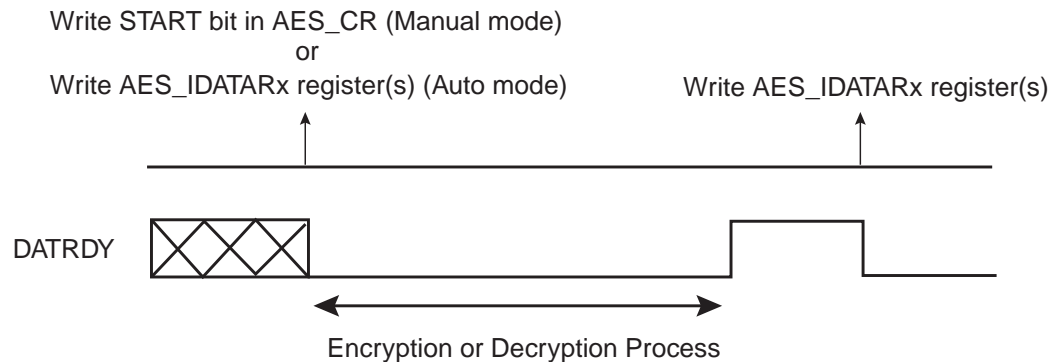 Write START bit in AES_CR (Manual mode)
or
Write AES_IDATARx register(s) (Auto mode)
Write AES_IDATARx register(s)
DATRDY
Encryption or Decryption Process